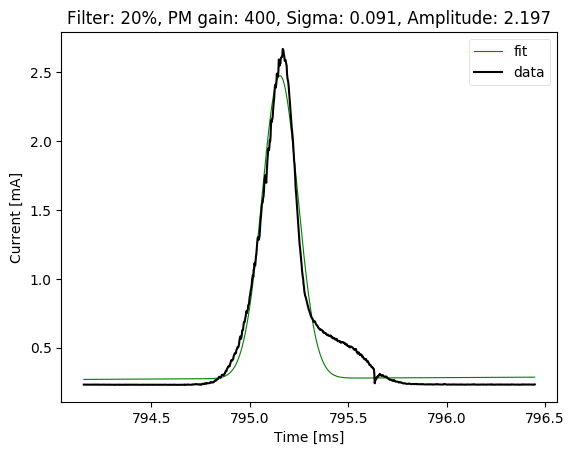 Filter: 20%, PM gain: 400, Sigma: 0.091, Amplitude: 2.197
fit
data
2.5
2.0
1.5
1.0
0.5
Current [mA]
794.5 795.0 795.5 796.0 796.5
Time [ms]